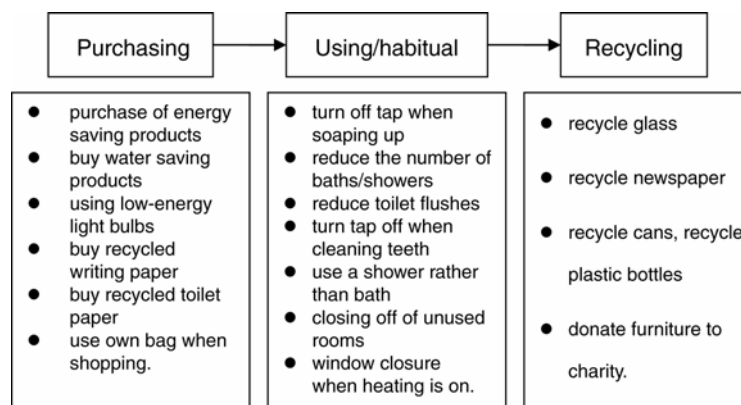 Purchasing
Using/habitual
Recycling
● purchase of energy
saving products
● buy water saving
products
● using low-energy
light bulbs
● buy recycled
writing paper
● buy recycled toilet
paper
● use own bag when
shopping.
● turn off tap when
soaping up
● reduce the number of
baths/showers
● reduce toilet flushes
● turn tap off when
cleaning teeth
● use a shower rather
than bath
● closing off of unused
rooms
● window closure
when heating is on.
● recycle glass
● recycle newspaper
● recycle cans, recycle
plastic bottles
● donate furniture to
charity.